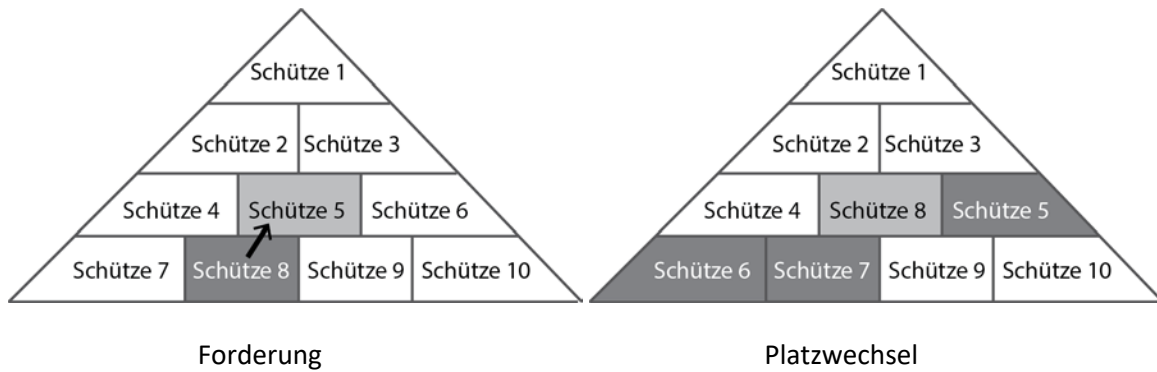 Schütze 1
Schütze 2 Schütze 3
Schütze 4 Schütze 5 Schütze 6
Schütze 7 Schütze 8 Schütze 9 Schütze 10
Forderung
Schütze 1
Schütze 2 Schütze 3
Schütze 4 Schütze 8 Schütze 5
Schütze 6 Schütze 7 Schütze 9 Schütze 10
Platzwechsel